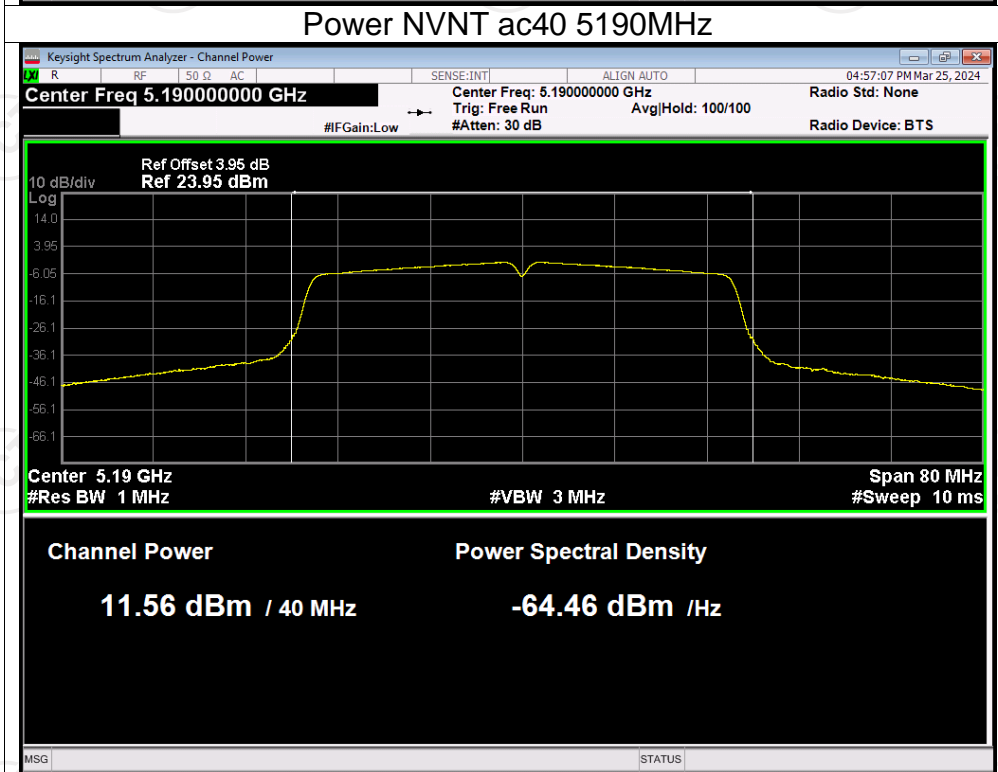 Power NVNT ac40 5190MHz
Keysight Spectrum Analyzer - Channel Power
LXI R RF 50 Ω AC SENSE:INT ALIGN AUTO 04:57:07 PM Mar 25, 2024
Center Freq 5.190000000 GHz Center Freq: 5.190000000 GHz Radio Std: None
Trig: Free Run Avg|Hold: 100/100
#IFGain:Low #Atten: 30 dB Radio Device: BTS
Ref Offset 3.95 dB
10 dB/div Ref 23.95 dBm
Log
14.0
3.95
-6.05
-16.1
-26.1
-36.1
-46.1
-56.1
-66.1
Center 5.19 GHz Span 80 MHz
#Res BW 1 MHz #VBW 3 MHz #Sweep 10 ms
Channel Power Power Spectral Density
11.56 dBm / 40 MHz -64.46 dBm /Hz
MSG STATUS